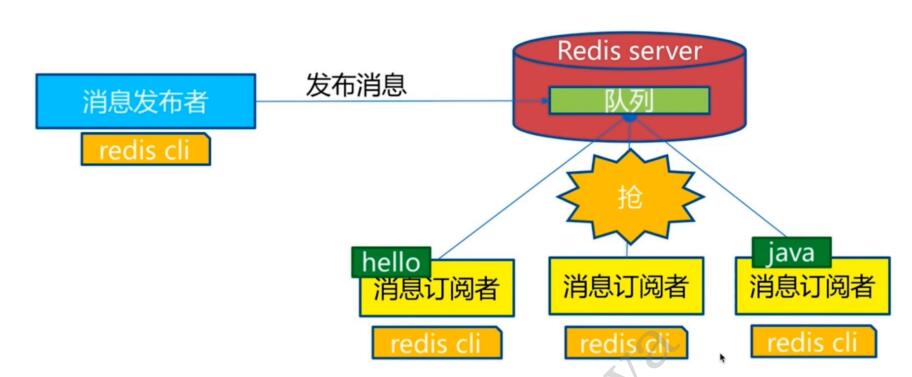 Redis server
发布消息
消息发布者
队列
redis cli
抢
hello
java
消息订阅者
消息订阅者
消息订阅者
redis cli
redis cli
redis cli